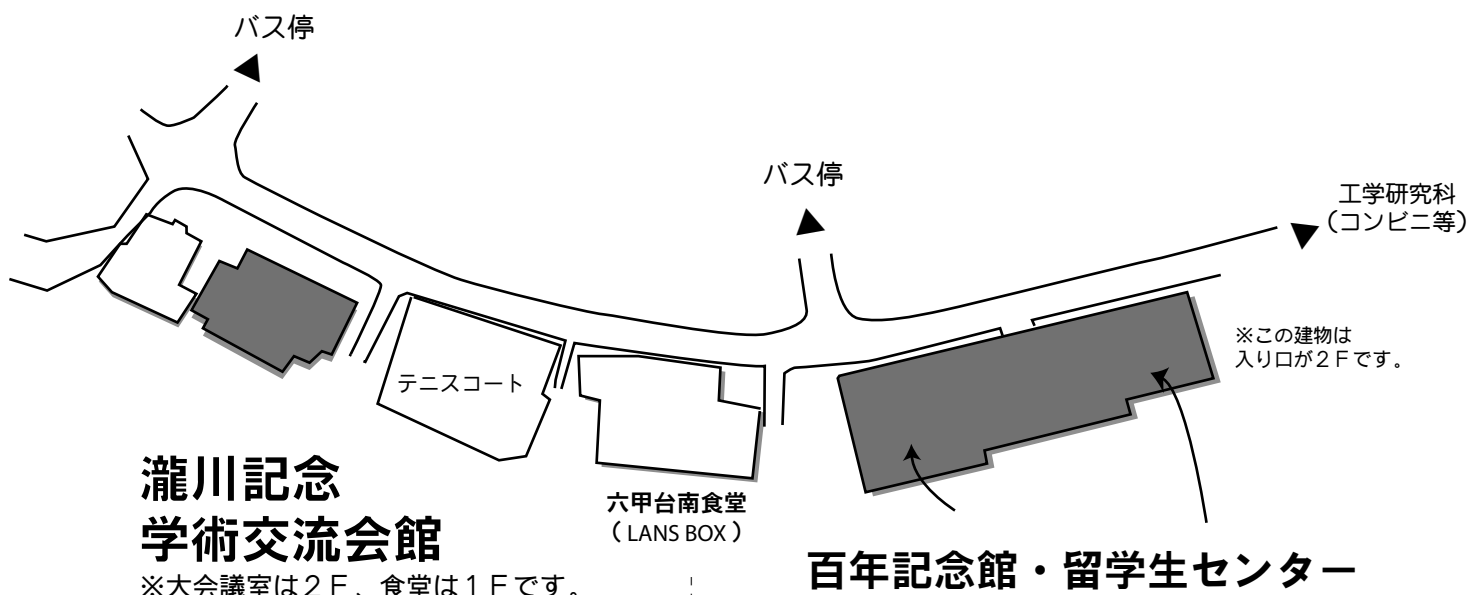 バス停
バス停
工学研究科
（コンビニ等）
※この建物は
入り口が２Ｆです。
テニスコート
六甲台南食堂
（ LANS BOX ）
瀧川記念
学術交流会館
※大会議室は２Ｆ、食堂は１Ｆです。
百年記念館・留学生センター